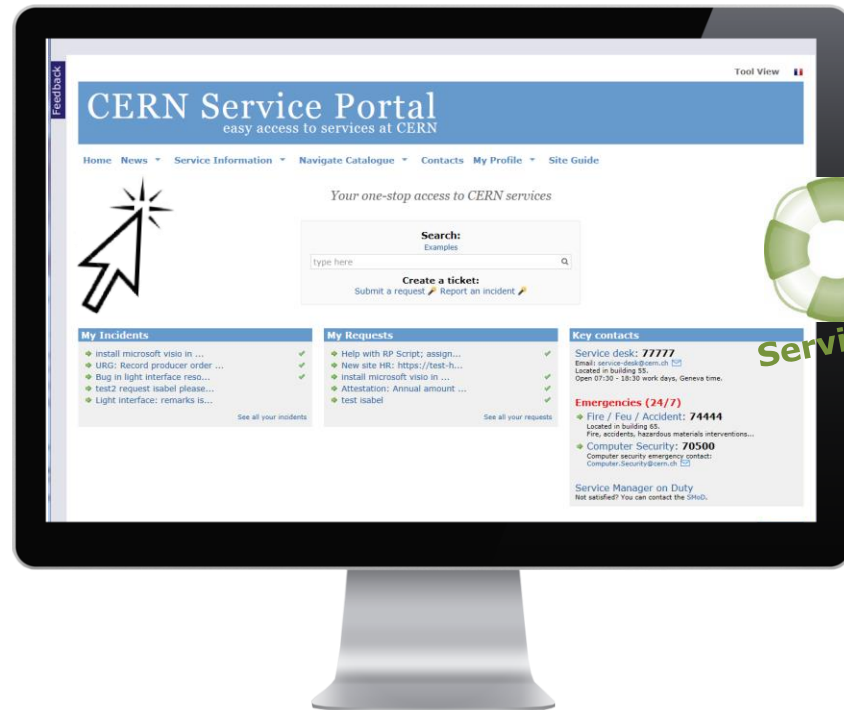 Feedback
Tool View
CERN Service Portal
easy access to services at CERN
Home News Service Information Navigate Catalogue Contacts My Profile Site Guide
Your one-stop access to CERN services
Search:
Examples
type here
Create a ticket:
Submit a request Report an incident
My Incidents
install microsoft visio in ...
URG: Record producer order ...
Bug in light interface reso...
test2 request isabel please...
Light interface: remarks is...
See all your incidents
My Requests
Help with RP Script; assign...
New site HR: https://test-h...
install microsoft visio in ...
Attestation: Annual amount ...
test isabel
See all your requests
Key contacts
Service desk: 77777
Email: service-desk@cern.ch
Located in building 55.
Open 07:30 - 18:30 work days, Geneva time.
Emergencies (24/7)
Fire / Feu / Accident: 74444
Located in building 65.
Fire, accidents, hazardous materials interventions...
Computer Security: 70500
Computer security emergency contact:
Computer.Security@cern.ch
Service Manager on Duty
Not satisfied? You can contact the SMoD.